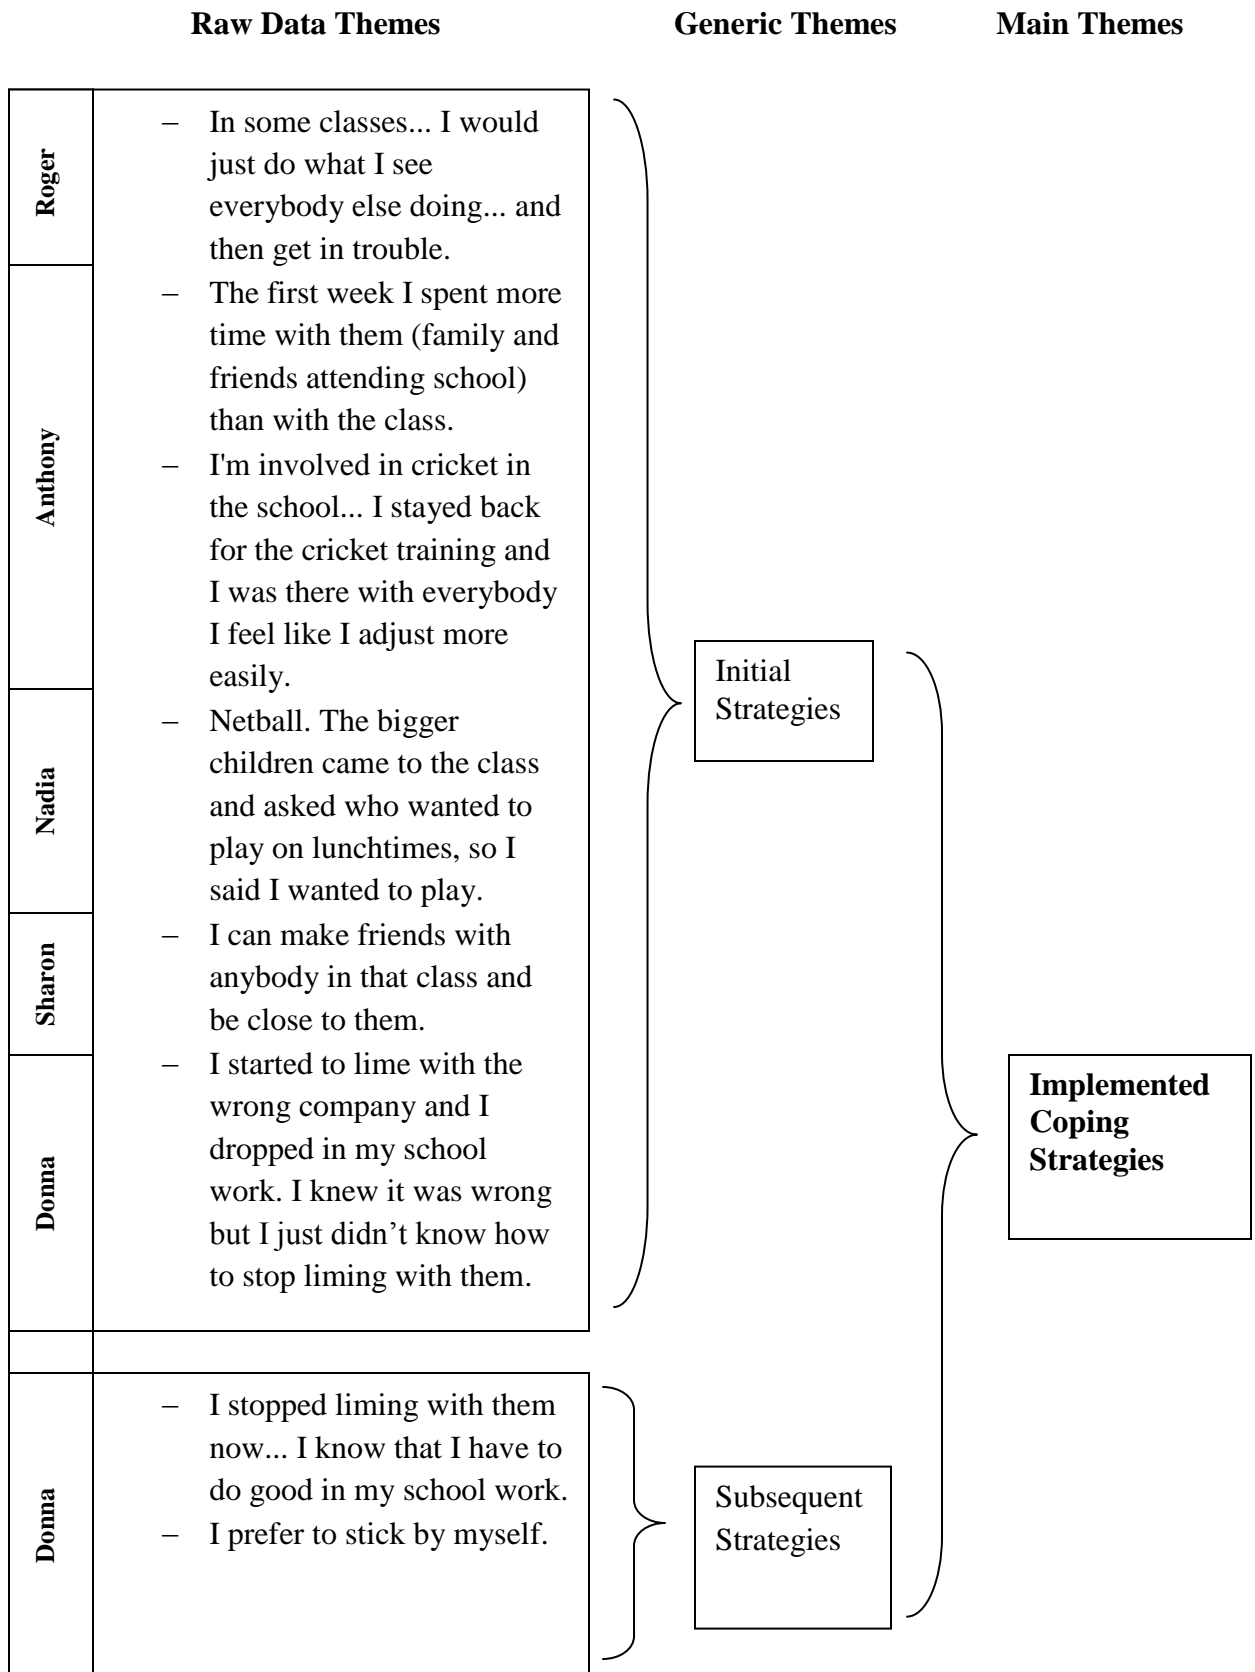 Raw Data Themes Generic Themes Main Themes
Roger
– In some classes... I would
just do what I see
everybody else doing... and
then get in trouble.
Anthony
– The first week I spent more
time with them (family and
friends attending school)
than with the class.
– I'm involved in cricket in
the school... I stayed back
for the cricket training and
I was there with everybody
I feel like I adjust more
easily.
Nadia
– Netball. The bigger
children came to the class
and asked who wanted to
play on lunchtimes, so I
said I wanted to play.
Sharon
– I can make friends with
anybody in that class and
be close to them.
Donna
– I started to lime with the
wrong company and I
dropped in my school
work. I knew it was wrong
but I just didn’t know how
to stop liming with them.
Initial
Strategies
Donna
– I stopped liming with them
now... I know that I have to
do good in my school work.
– I prefer to stick by myself.
Subsequent
Strategies
Implemented
Coping
Strategies